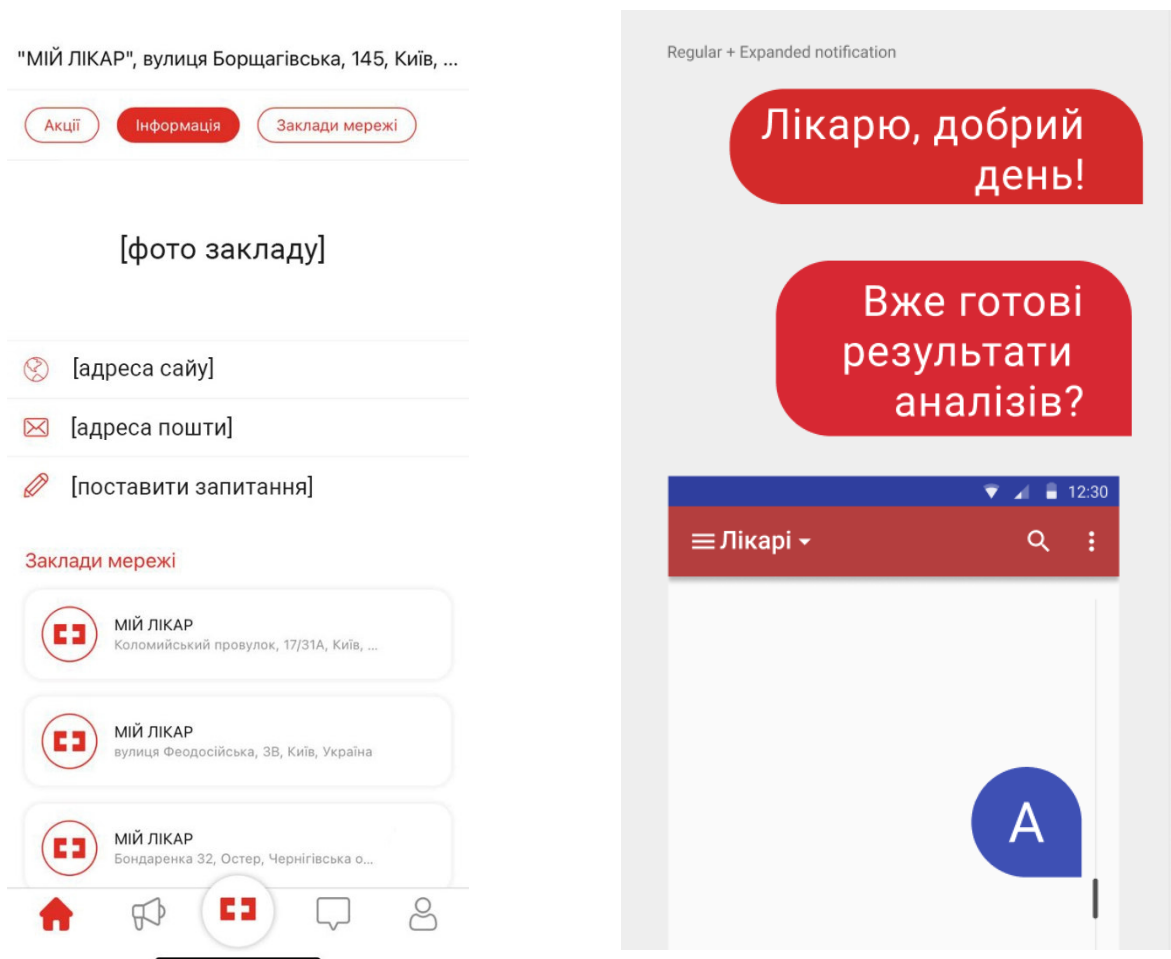 "МІЙ ЛІКАР", вулиця Борщагівська, 145, Київ, ...
Акції
Інформація
Заклади мережі
[фото закладу]
[адреса сайу]
[адреса пошти]
[поставити запитання]
Заклади мережі
МІЙ ЛІКАР
Коломийський провулок, 17/31А, Київ, ...
МІЙ ЛІКАР
вулиця Феодосійська, 3В, Київ, Україна
МІЙ ЛІКАР
Бондаренка 32, Остер, Чернігівська о...
Regular + Expanded notification
Лікарю, добрий
день!
Вже готові
результати
аналізів?
12:30
Лікарі
А